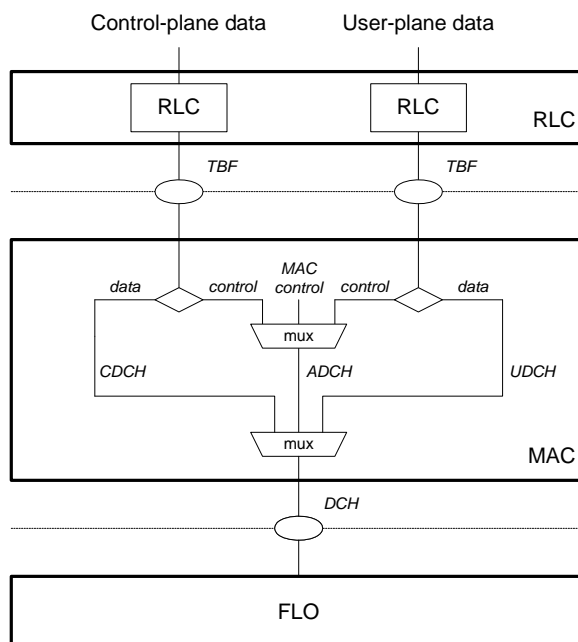 Control-plane data User-plane data
RLC RLC
RLC
TBF TBF
MAC
data control control control data
mux
CDCH ADCH UDCH
mux
MAC
DCH
FLO